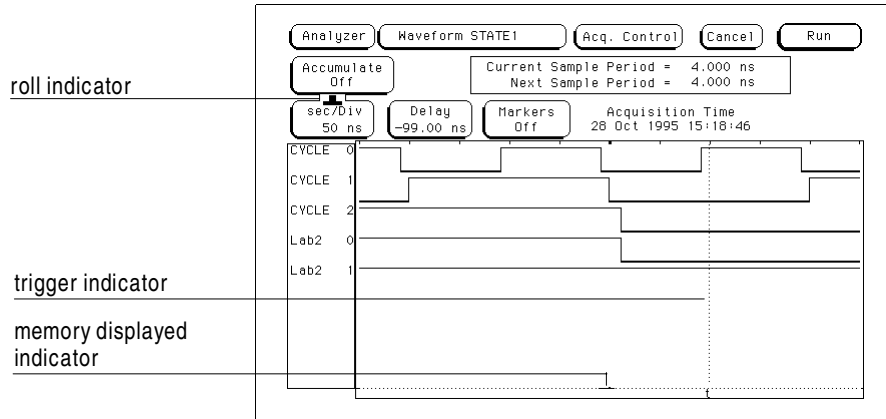 Analyzer Waveform STATE1 Acq. Control Cancel Run
Accumulate
Off
Current Sample Period = 4.000 ns
Next Sample Period = 4.000 ns
roll indicator
sec/Div
50 ns
Delay
-99.00 ns
Markers
Off
Acquisition Time
28 Oct 1995 15:18:46
CYCLE 0
CYCLE 1
CYCLE 2
Lab2 0
Lab2 1
trigger indicator
memory displayed
indicator
t